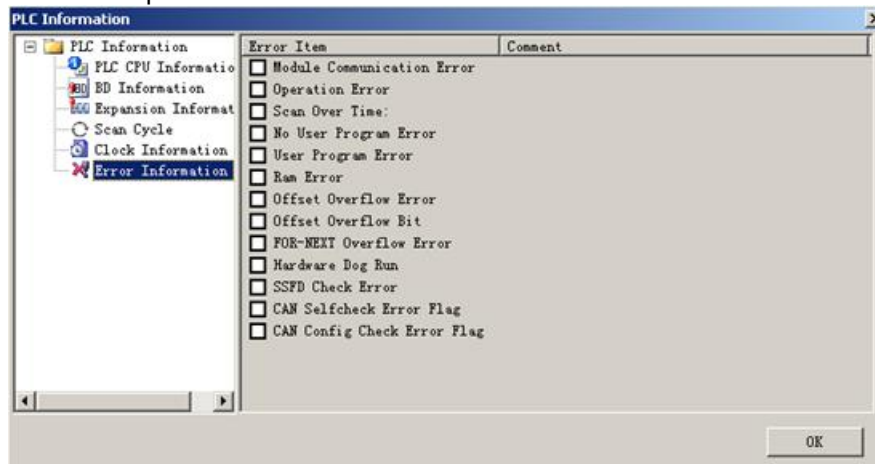 PLC Information
PLC Information
PLC CPU Informatio
BD Information
Expansion Informat
Scan Cycle
Clock Information
Error Information
Error Item
Comment
Module Communication Error
Operation Error
Scan Over Time:
No User Program Error
User Program Error
Ram Error
Offset Overflow Error
Offset Overflow Bit
FOR-NEXT Overflow Error
Hardware Dog Run
SSFD Check Error
CAN Selfcheck Error Flag
CAN Config Check Error Flag
OK